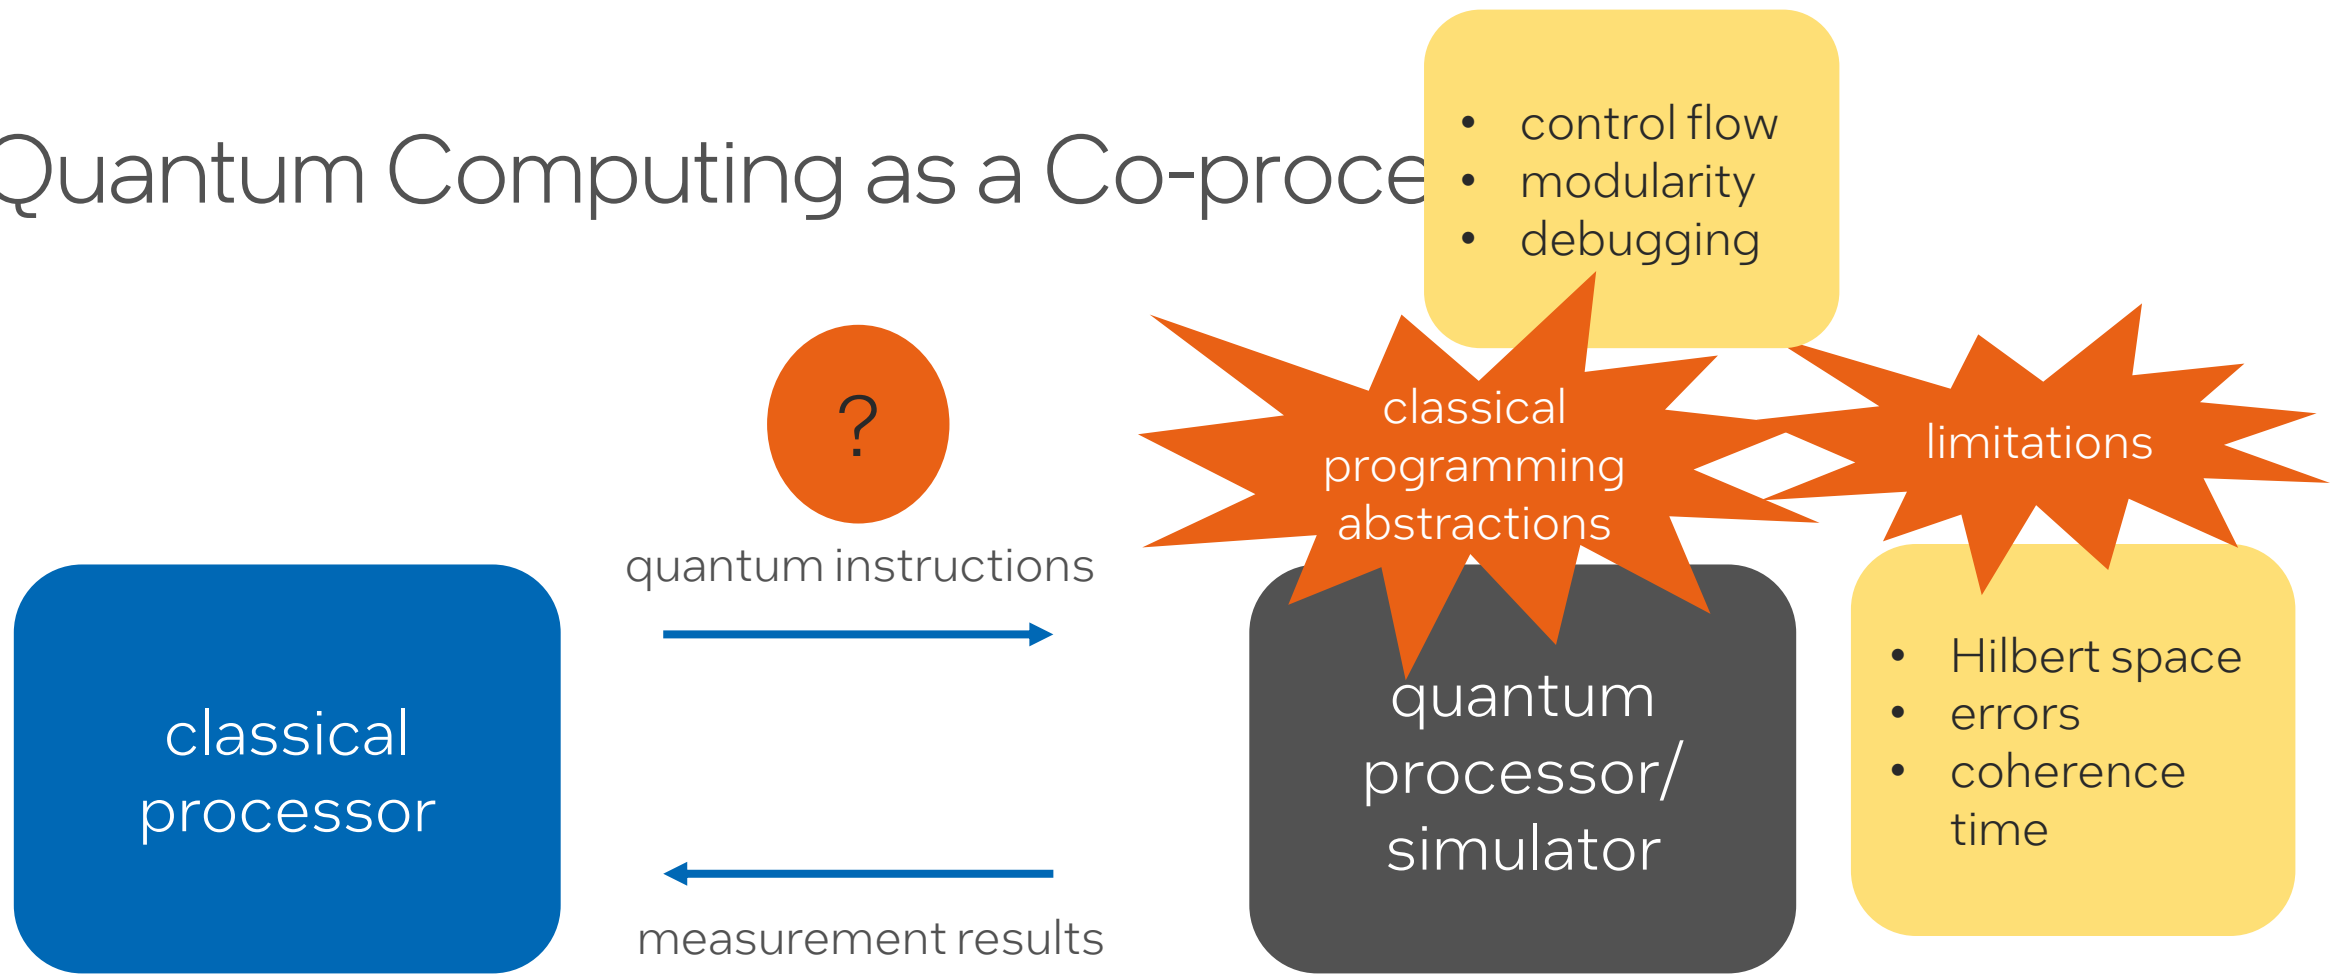 Quantum Computing as a Co-proce
• control flow
• modularity
• debugging
?
quantum instructions
classical
programming
abstractions
limitations
classical
processor
quantum
processor/
simulator
• Hilbert space
• errors
• coherence
time
measurement results